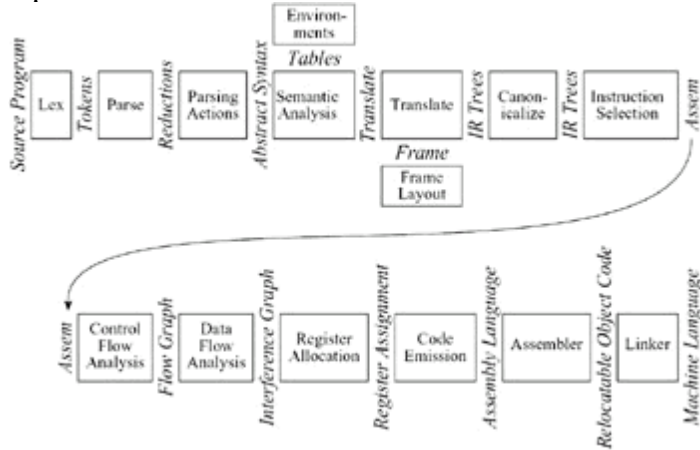 Environ-
ments
Tables
Source Program
Lex
Tokens
Parse
Reductions
Parsing
Actions
Abstract Syntax
Semantic
Analysis
Translate
Translate
Frame
Frame
Layout
IR Trees
Canon-
icalize
IR Trees
Instruction
Selection
Assem
Assem
Control
Flow
Analysis
Flow Graph
Data
Flow
Analysis
Interference Graph
Register
Allocation
Register Assignment
Code
Emission
Assembly Language
Assembler
Relocatable Object Code
Linker
Machine Language